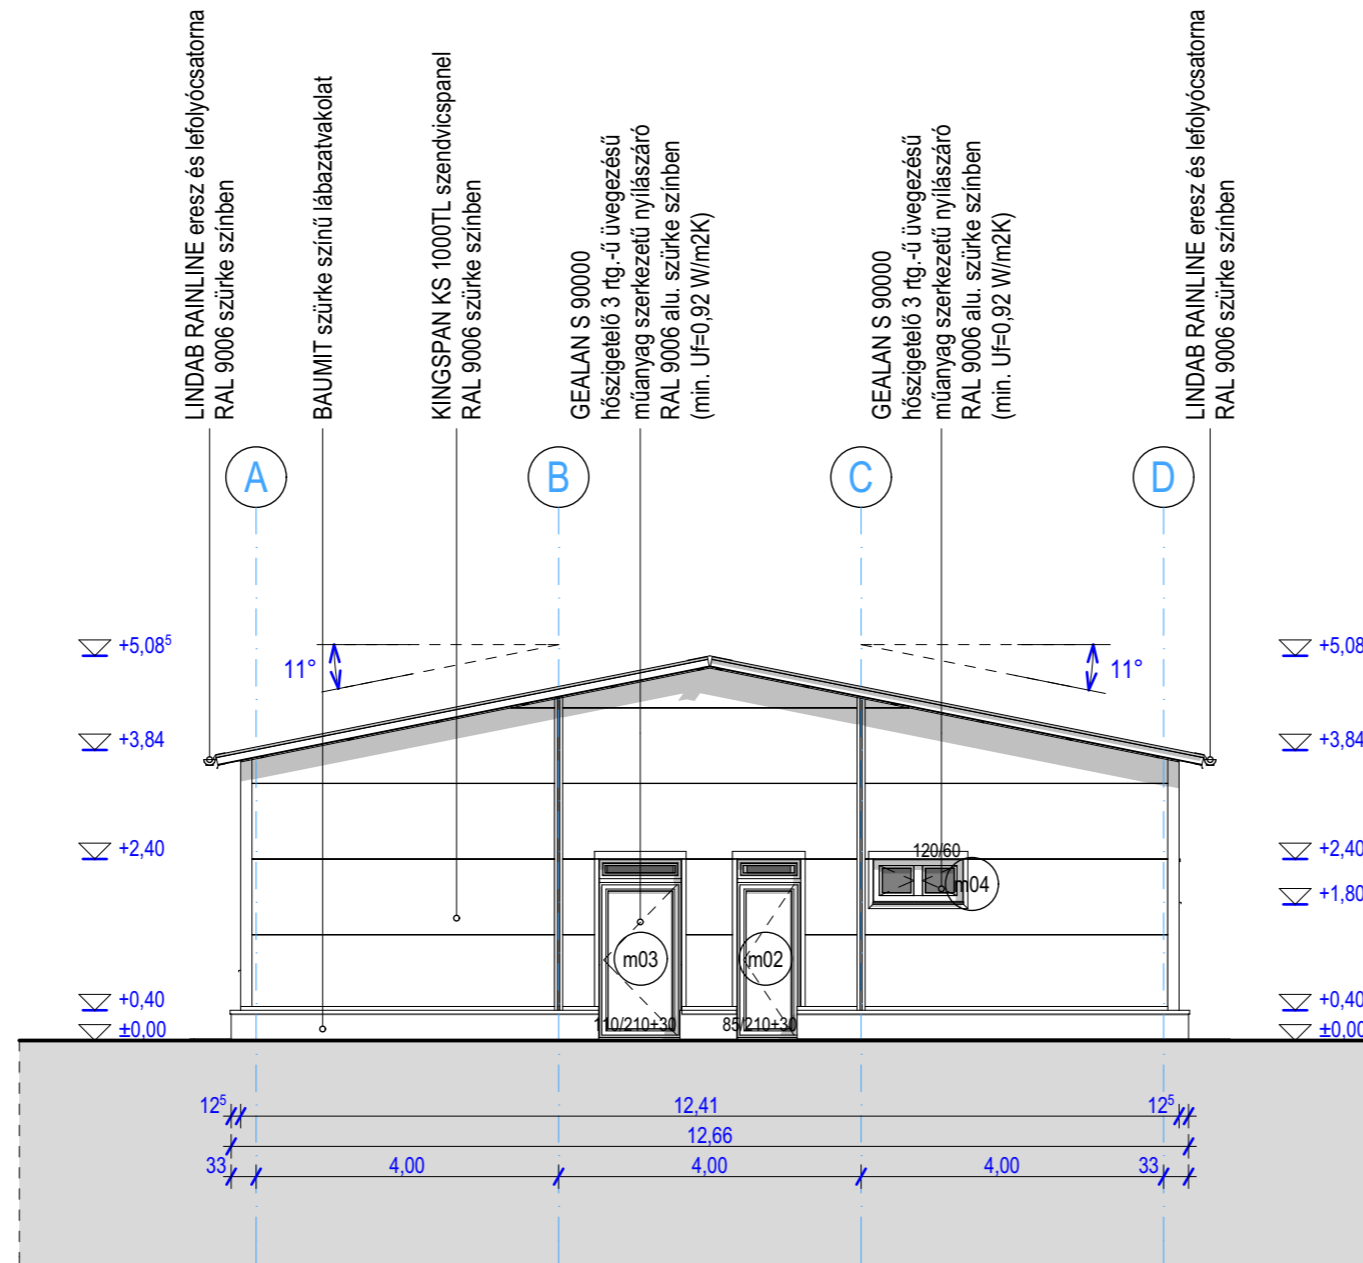 LINDAB RAINLINE eresz és lefolyócsatorna
RAL 9006 szürke színben
BAUMIT szürke színű lábazatvakolat
KINGSPAN KS 1000TL szendvicspanel
RAL 9006 szürke színben
GEALAN S 90000
hőszigetelő 3 rtg.-ű üvegezésű
műanyag szerkezetű nyílászáró
RAL 9006 alu. szürke színben
(min. Uf=0,92 W/m2K)
GEALAN S 90000
hőszigetelő 3 rtg.-ű üvegezésű
műanyag szerkezetű nyílászáró
RAL 9006 alu. szürke színben
(min. Uf=0,92 W/m2K)
LINDAB RAINLINE eresz és lefolyócsatorna
RAL 9006 szürke színben
A B C D
+5,08⁵ +5,08
11° 11°
+3,84 +3,84
+2,40 120/60 +2,40
m04 +1,80
m03 m02
+0,40 +0,40
110/210+30 85/210+30
±0,00 ±0,00
12⁵ 12,41 12⁵
12,66
33 4,00 4,00 4,00 33